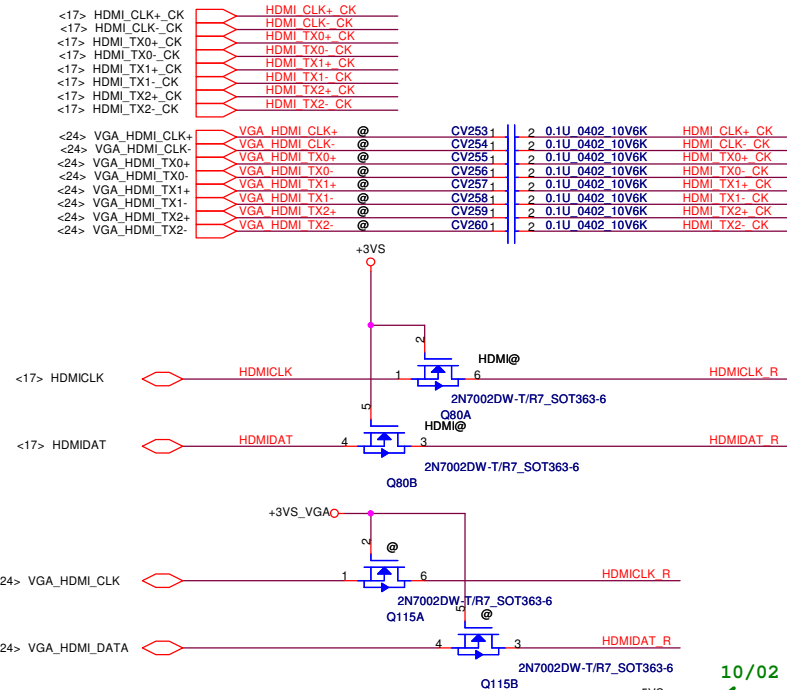 <17> HDMI_CLK+_CK HDMI_CLK+_CK
<17> HDMI_CLK-_CK HDMI_CLK-_CK
<17> HDMI_TX0+_CK HDMI_TX0+_CK
<17> HDMI_TX0-_CK HDMI_TX0-_CK
<17> HDMI_TX1+_CK HDMI_TX1+_CK
<17> HDMI_TX1-_CK HDMI_TX1-_CK
<17> HDMI_TX2+_CK HDMI_TX2+_CK
<17> HDMI_TX2-_CK HDMI_TX2-_CK
<24> VGA_HDMI_CLK+ VGA_HDMI_CLK+ @ CV253 1 2 0.1U_0402_10V6K HDMI_CLK+_CK
<24> VGA_HDMI_CLK- VGA_HDMI_CLK- @ CV254 1 2 0.1U_0402_10V6K HDMI_CLK-_CK
<24> VGA_HDMI_TX0+ VGA_HDMI_TX0+ @ CV255 1 2 0.1U_0402_10V6K HDMI_TX0+_CK
<24> VGA_HDMI_TX0- VGA_HDMI_TX0- @ CV256 1 2 0.1U_0402_10V6K HDMI_TX0-_CK
<24> VGA_HDMI_TX1+ VGA_HDMI_TX1+ @ CV257 1 2 0.1U_0402_10V6K HDMI_TX1+_CK
<24> VGA_HDMI_TX1- VGA_HDMI_TX1- @ CV258 1 2 0.1U_0402_10V6K HDMI_TX1-_CK
<24> VGA_HDMI_TX2+ VGA_HDMI_TX2+ @ CV259 1 2 0.1U_0402_10V6K HDMI_TX2+_CK
<24> VGA_HDMI_TX2- VGA_HDMI_TX2- @ CV260 1 2 0.1U_0402_10V6K HDMI_TX2-_CK
+3VS
2
HDMI@
<17> HDMICLK HDMICLK 1 6 HDMICLK_R
2N7002DW-T/R7_SOT363-6
Q80A
5
HDMI@
<17> HDMIDAT HDMIDAT 4 3 HDMIDAT_R
2N7002DW-T/R7_SOT363-6
Q80B
+3VS_VGA
2
@
24> VGA_HDMI_CLK 1 6 HDMICLK_R
2N7002DW-T/R7_SOT363-6
Q115A
5
@
24> VGA_HDMI_DATA 4 3 HDMIDAT_R
2N7002DW-T/R7_SOT363-6
Q115B
10/02